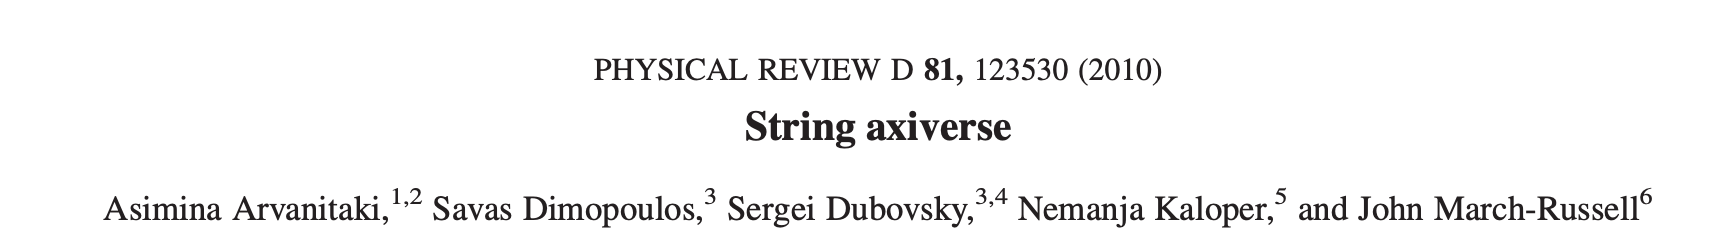 PHYSICAL REVIEW D 81, 123530 (2010)
String axiverse
Asimina Arvanitaki,1,2 Savas Dimopoulos,3 Sergei Dubovsky,3,4 Nemanja Kaloper,5 and John March-Russell6